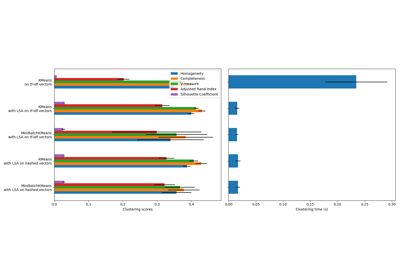 Homogeneity
Completeness
V-measure
Adjusted Rand-Index
Silhouette Coefficient
KMeans
on tf-idf vectors
KMeans
with LSA on tf-idf vectors
MiniBatchKMeans
with LSA on tf-idf vectors
KMeans
with LSA on hashed vectors
MiniBatchKMeans
with LSA on hashed vectors
0.0 0.1 0.2 0.3 0.4
Clustering scores
0.00 0.05 0.10 0.15 0.20 0.25 0.30
Clustering time (s)